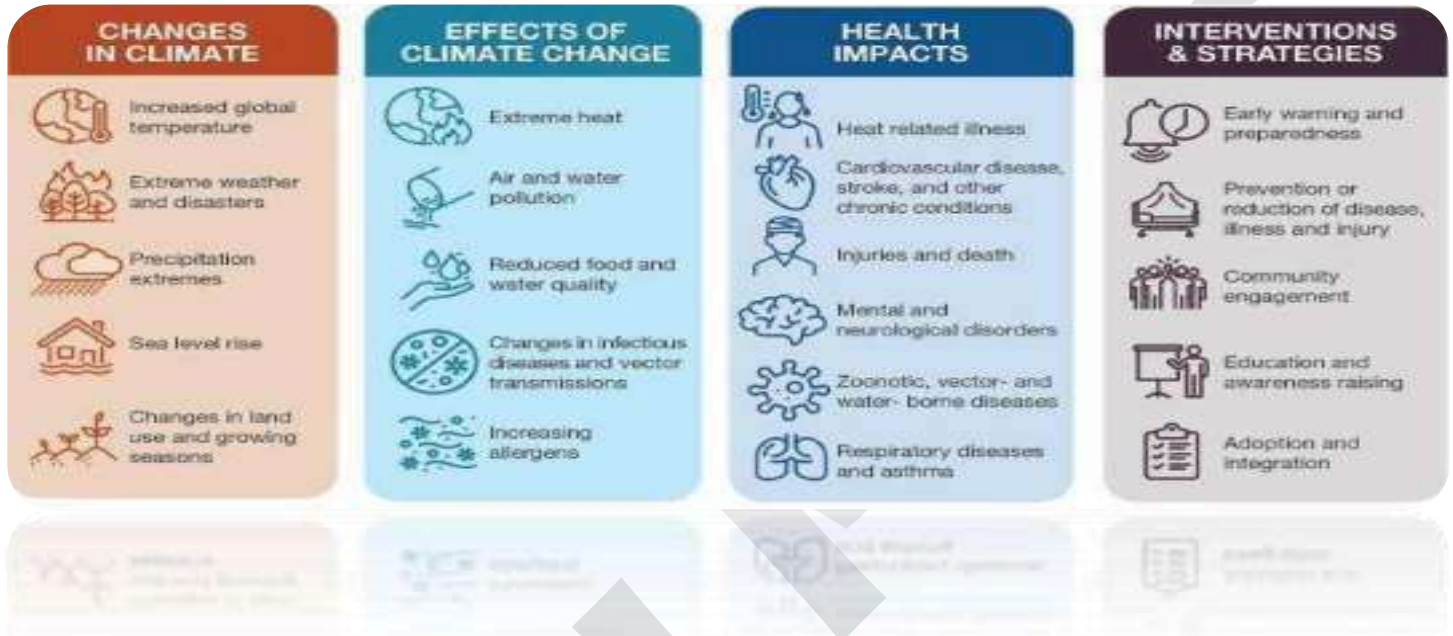 CHANGES
IN CLIMATE
Increased global
temperature
Extreme weather
and disasters
Precipitation
extremes
Sea level rise
Changes in land
use and growing
seasons
EFFECTS OF
CLIMATE CHANGE
Extreme heat
Air and water
pollution
Reduced food and
water quality
Changes in infectious
diseases and vector
transmissions
Increasing
allergens
HEALTH
IMPACTS
Heat related illness
Cardiovascular disease,
stroke, and other
chronic conditions
Injuries and death
Mental and
neurological disorders
Zoonotic, vector- and
water- borne diseases
Respiratory diseases
and asthma
INTERVENTIONS
& STRATEGIES
Early warning and
preparedness
Prevention or
reduction of disease,
illness and injury
Community
engagement
Education and
awareness raising
Adoption and
integration